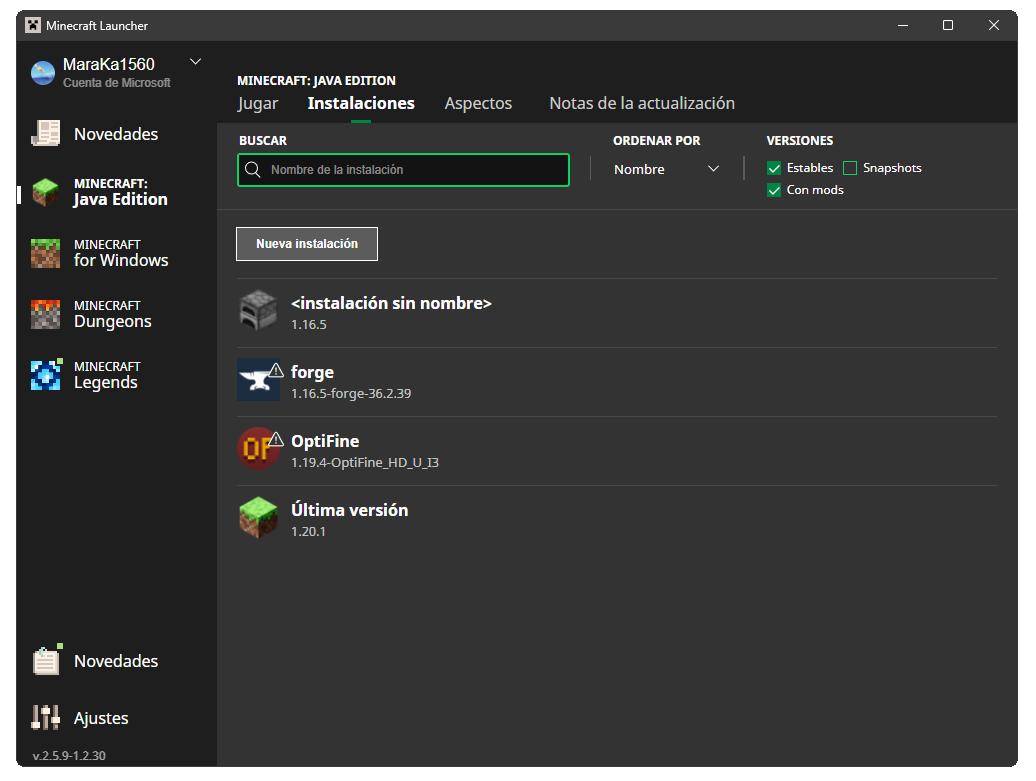 Minecraft Launcher
MaraKa1560
Cuenta de Microsoft
Novedades
MINECRAFT:
Java Edition
MINECRAFT
for Windows
MINECRAFT
Dungeons
MINECRAFT
Legends
Novedades
Ajustes
v.2.5.9-1.2.30
MINECRAFT: JAVA EDITION
Jugar Instalaciones Aspectos Notas de la actualización
BUSCAR ORDENAR POR VERSIONES
Nombre de la instalación Nombre Estables Snapshots
Con mods
Nueva instalación
<instalación sin nombre>
1.16.5
forge
1.16.5-forge-36.2.39
OF
OptiFine
1.19.4-OptiFine_HD_U_I3
Última versión
1.20.1